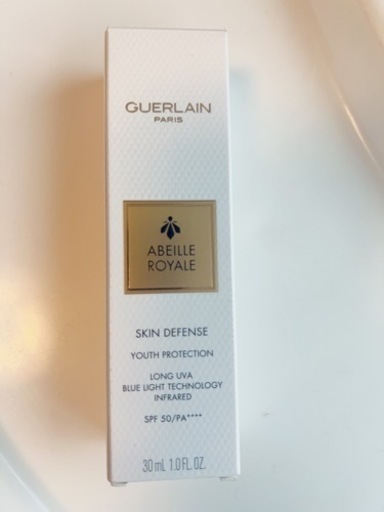 GUERLAIN
PARIS
ABEILLE
ROYALE
SKIN DEFENSE
YOUTH PROTECTION
LONG UVA
BLUE LIGHT TECHNOLOGY
INFRARED
SPF 50/PA****
30 mL 1.0 FL.OZ.